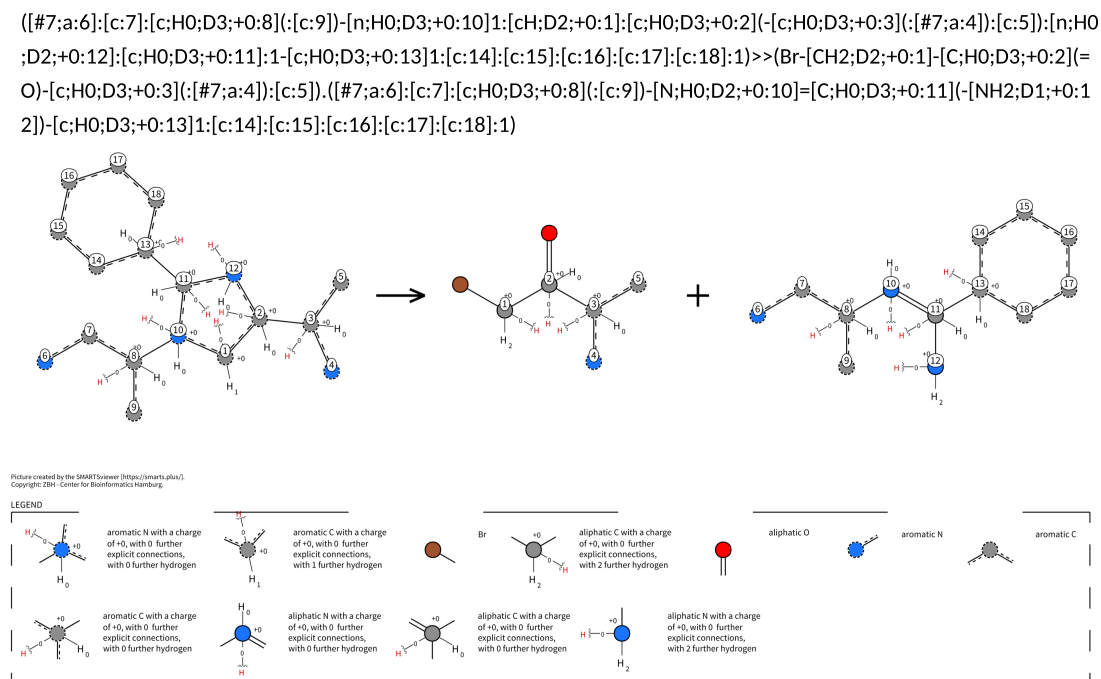 ([#7;a:6]:[c:7]:[c;H0;D3;+0:8](:[c:9])-[n;H0;D3;+0:10]1:[cH;D2;+0:1]:[c;H0;D3;+0:2](-[c;H0;D3;+0:3](:[#7;a:4]):[c:5]):[n;H0
;D2;+0:12]:[c;H0;D3;+0:11]:1-[c;H0;D3;+0:13]1:[c:14]:[c:15]:[c:16]:[c:17]:[c:18]:1)>>(Br-[CH2;D2;+0:1]-[C;H0;D3;+0:2](=
O)-[c;H0;D3;+0:3](:[#7;a:4]):[c:5]).([#7;a:6]:[c:7]:[c;H0;D3;+0:8](:[c:9])-[N;H0;D2;+0:10]=[C;H0;D3;+0:11](-[NH2;D1;+0:1
2])-[c;H0;D3;+0:13]1:[c:14]:[c:15]:[c:16]:[c:17]:[c:18]:1)
Picture created by the SMARTSviewer [https://smarts.plus/].
Copyright: ZBH - Center for Bioinformatics Hamburg.
LEGEND
aromatic N with a charge
of +0, with 0 further
explicit connections,
with 0 further hydrogen
aromatic C with a charge
of +0, with 0 further
explicit connections,
with 1 further hydrogen
Br
aliphatic C with a charge
of +0, with 0 further
explicit connections,
with 2 further hydrogen
aliphatic O
aromatic N
aromatic C
aromatic C with a charge
of +0, with 0 further
explicit connections,
with 0 further hydrogen
aliphatic N with a charge
of +0, with 0 further
explicit connections,
with 0 further hydrogen
aliphatic C with a charge
of +0, with 0 further
explicit connections,
with 0 further hydrogen
aliphatic N with a charge
of +0, with 0 further
explicit connections,
with 2 further hydrogen